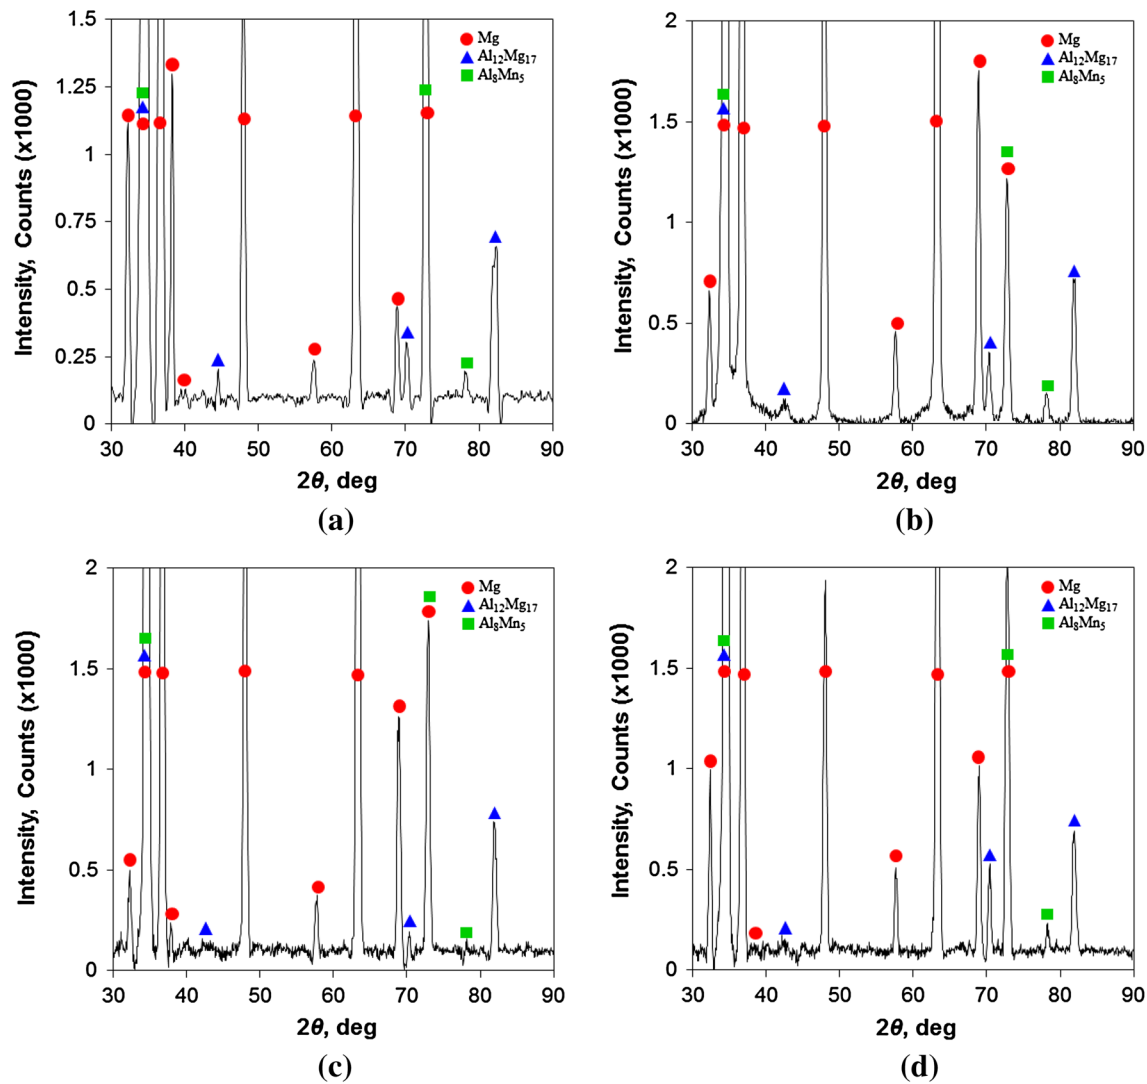 1.5
1.25
1
0.75
0.5
0.25
0
Intensity, Counts (x1000)
Mg
Al12Mg17
Al8Mn5
30 40 50 60 70 80 90
2θ, deg
(a)
2
1.5
1
0.5
0
Intensity, Counts (x1000)
Mg
Al12Mg17
Al8Mn5
30 40 50 60 70 80 90
2θ, deg
(b)
2
1.5
1
0.5
0
Intensity, Counts (x1000)
Mg
Al12Mg17
Al8Mn5
30 40 50 60 70 80 90
2θ, deg
(c)
2
1.5
1
0.5
0
Intensity, Counts (x1000)
Mg
Al12Mg17
Al8Mn5
30 40 50 60 70 80 90
2θ, deg
(d)